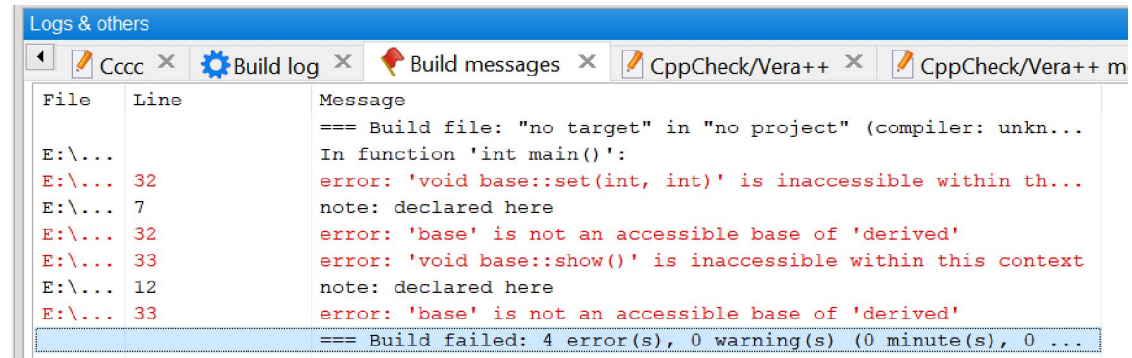 Logs & others
Cccc Build log Build messages CppCheck/Vera++ CppCheck/Vera++ m
File Line Message
=== Build file: "no target" in "no project" (compiler: unkn...
E:\... In function 'int main()':
E:\... 32 error: 'void base::set(int, int)' is inaccessible within th...
E:\... 7 note: declared here
E:\... 32 error: 'base' is not an accessible base of 'derived'
E:\... 33 error: 'void base::show()' is inaccessible within this context
E:\... 12 note: declared here
E:\... 33 error: 'base' is not an accessible base of 'derived'
=== Build failed: 4 error(s), 0 warning(s) (0 minute(s), 0 ...